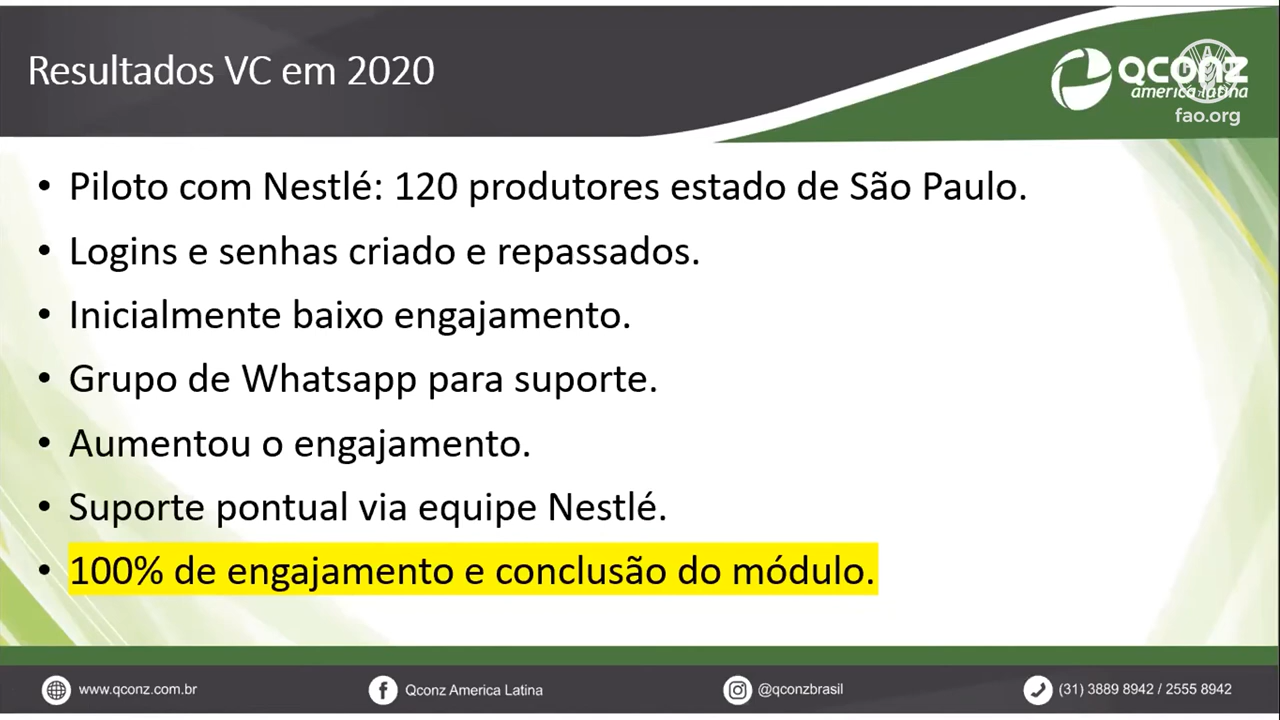 Resultados VC em 2020
QCONZ
america latina
fao.org
• Piloto com Nestlé: 120 produtores estado de São Paulo.
• Logins e senhas criado e repassados.
• Inicialmente baixo engajamento.
• Grupo de Whatsapp para suporte.
• Aumentou o engajamento.
• Suporte pontual via equipe Nestlé.
• 100% de engajamento e conclusão do módulo.
www.qconz.com.br
Qconz America Latina
@qconzbrasil
(31) 3889 8942 / 2555 8942